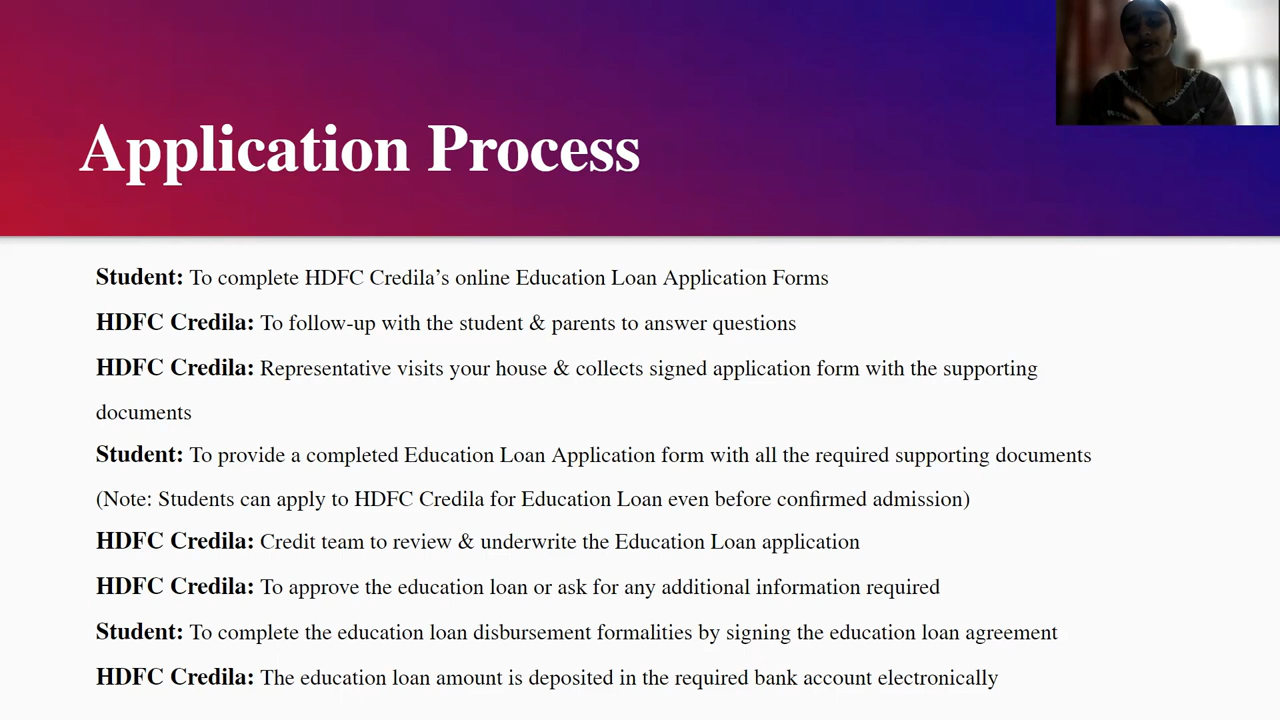 Application Process
Student: To complete HDFC Credila’s online Education Loan Application Forms
HDFC Credila: To follow-up with the student & parents to answer questions
HDFC Credila: Representative visits your house & collects signed application form with the supporting
documents
Student: To provide a completed Education Loan Application form with all the required supporting documents
(Note: Students can apply to HDFC Credila for Education Loan even before confirmed admission)
HDFC Credila: Credit team to review & underwrite the Education Loan application
HDFC Credila: To approve the education loan or ask for any additional information required
Student: To complete the education loan disbursement formalities by signing the education loan agreement
HDFC Credila: The education loan amount is deposited in the required bank account electronically